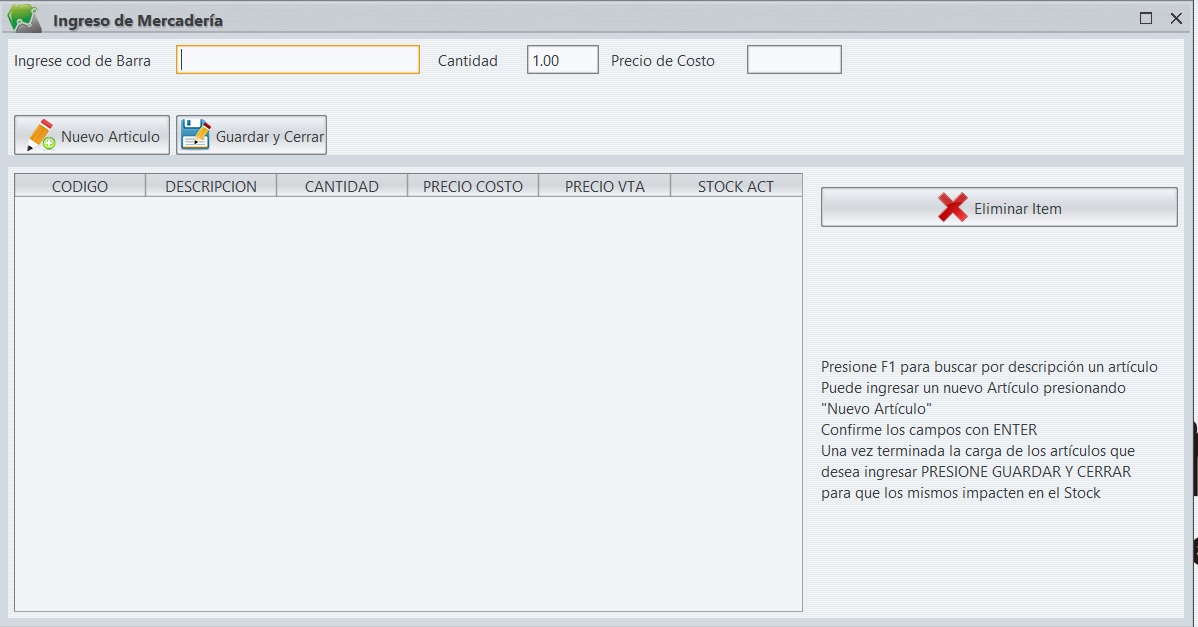 Ingreso de Mercadería
Ingrese cod de Barra Cantidad 1.00 Precio de Costo
Nuevo Articulo Guardar y Cerrar
CODIGO DESCRIPCION CANTIDAD PRECIO COSTO PRECIO VTA STOCK ACT
Eliminar Item
Presione F1 para buscar por descripción un artículo
Puede ingresar un nuevo Artículo presionando
"Nuevo Artículo"
Confirme los campos con ENTER
Una vez terminada la carga de los artículos que
desea ingresar PRESIONE GUARDAR Y CERRAR
para que los mismos impacten en el Stock